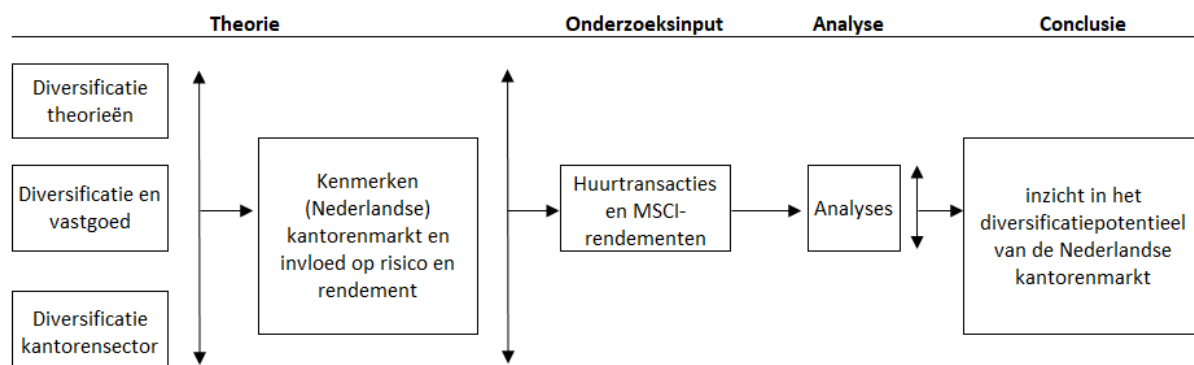 Theorie
Onderzoeksinput
Analyse
Conclusie
Diversificatie
theorieën
Diversificatie en
vastgoed
Diversificatie
kantorensector
Kenmerken
(Nederlandse)
kantorenmarkt en
invloed op risico en
rendement
Huurtransacties
en MSCI-
rendementen
Analyses
inzicht in het
diversificatiepotentieel
van de Nederlandse
kantorenmarkt